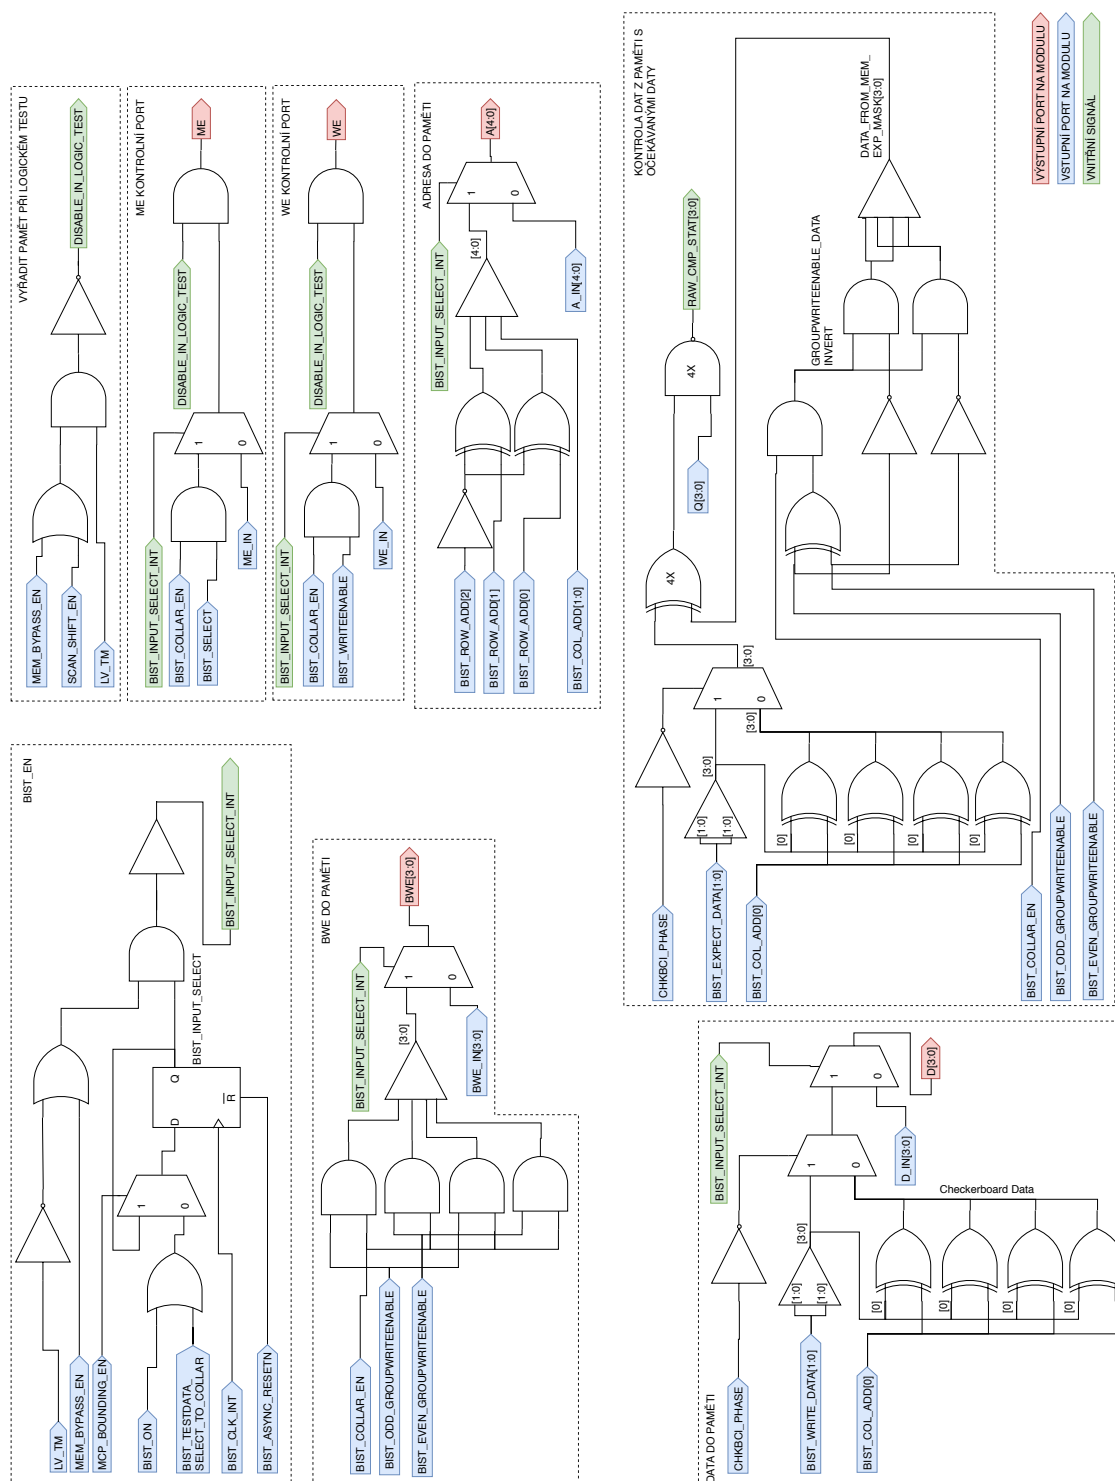 VYŘADIT PAMĚT PŘI LOGICKÉM TESTU
MEM_BYPASS_EN
SCAN_SHIFT_EN
LV_TM
DISABLE_IN_LOGIC_TEST
ME KONTROLNÍ PORT
BIST_INPUT_SELECT_INT
BIST_COLLAR_EN
BIST_SELECT
ME_IN
1
0
DISABLE_IN_LOGIC_TEST
ME
WE KONTROLNÍ PORT
BIST_INPUT_SELECT_INT
BIST_COLLAR_EN
BIST_WRITEENABLE
WE_IN
1
0
DISABLE_IN_LOGIC_TEST
WE
ADRESA DO PAMĚTI
BIST_ROW_ADD[2]
BIST_ROW_ADD[1]
BIST_ROW_ADD[0]
BIST_COL_ADD[1:0]
[4:0]
BIST_INPUT_SELECT_INT
A_IN[4:0]
1
0
A[4:0]
KONTROLA DAT Z PAMĚTI S
OČEKÁVANÝMI DATY
CHKBCI_PHASE
BIST_EXPECT_DATA[1:0]
BIST_COL_ADD[0]
[1:0]
[1:0]
[3:0]
[0]
[0]
[0]
[0]
[3:0]
1
0
[3:0]
4X
Q[3:0]
4X
RAW_CMP_STAT[3:0]
BIST_COLLAR_EN
BIST_ODD_GROUPWRITEENABLE
BIST_EVEN_GROUPWRITEENABLE
GROUPWRITEENABLE_DATA
INVERT
DATA_FROM_MEM_
EXP_MASK[3:0]
VÝSTUPNÍ PORT NA MODULU
VSTUPNÍ PORT NA MODULU
VNITŘNÍ SIGNÁL
BIST_EN
LV_TM
MEM_BYPASS_EN
MCP_BOUNDING_EN
BIST_ON
BIST_TESTDATA_
SELECT_TO_COLLAR
BIST_CLK_INT
BIST_ASYNC_RESETN
1
0
D
Q
R
BIST_INPUT_SELECT
BIST_INPUT_SELECT_INT
BWE DO PAMĚTI
BIST_COLLAR_EN
BIST_ODD_GROUPWRITEENABLE
BIST_EVEN_GROUPWRITEENABLE
[3:0]
BIST_INPUT_SELECT_INT
BWE_IN[3:0]
1
0
BWE[3:0]
DATA DO PAMĚTI
CHKBCI_PHASE
BIST_WRITE_DATA[1:0]
BIST_COL_ADD[0]
[1:0]
[1:0]
[3:0]
[0]
[0]
[0]
[0]
Checkerboard Data
1
0
BIST_INPUT_SELECT_INT
D_IN[3:0]
1
0
D[3:0]